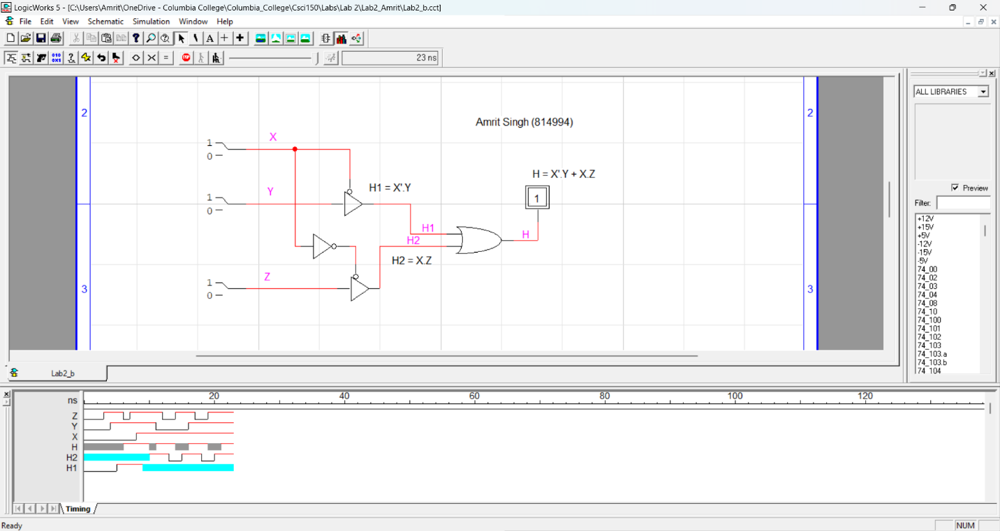 LogicWorks 5 - [C:\Users\Amrit\OneDrive - Columbia College\Columbia_College\Csci150\Labs\Lab 2\Lab2_Amrit\Lab2_b.cct]
File Edit View Schematic Simulation Window Help
A
23 ns
ALL LIBRARIES
Preview
Filter:
+12V
+15V
+5V
-12V
-15V
-5V
74_00
74_02
74_03
74_04
74_08
74_10
74_100
74_101
74_102
74_103
74_103.a
74_103.b
74_104
2
2
3
3
Amrit Singh (814994)
X
1
0
Y
1
0
Z
1
0
H1 = X'.Y
H = X'.Y + X.Z
1
H1
H2
H
H2 = X.Z
Lab2_b
ns 20 40 60 80 100 120
Z
Y
X
H
H2
H1
Timing
Ready
NUM